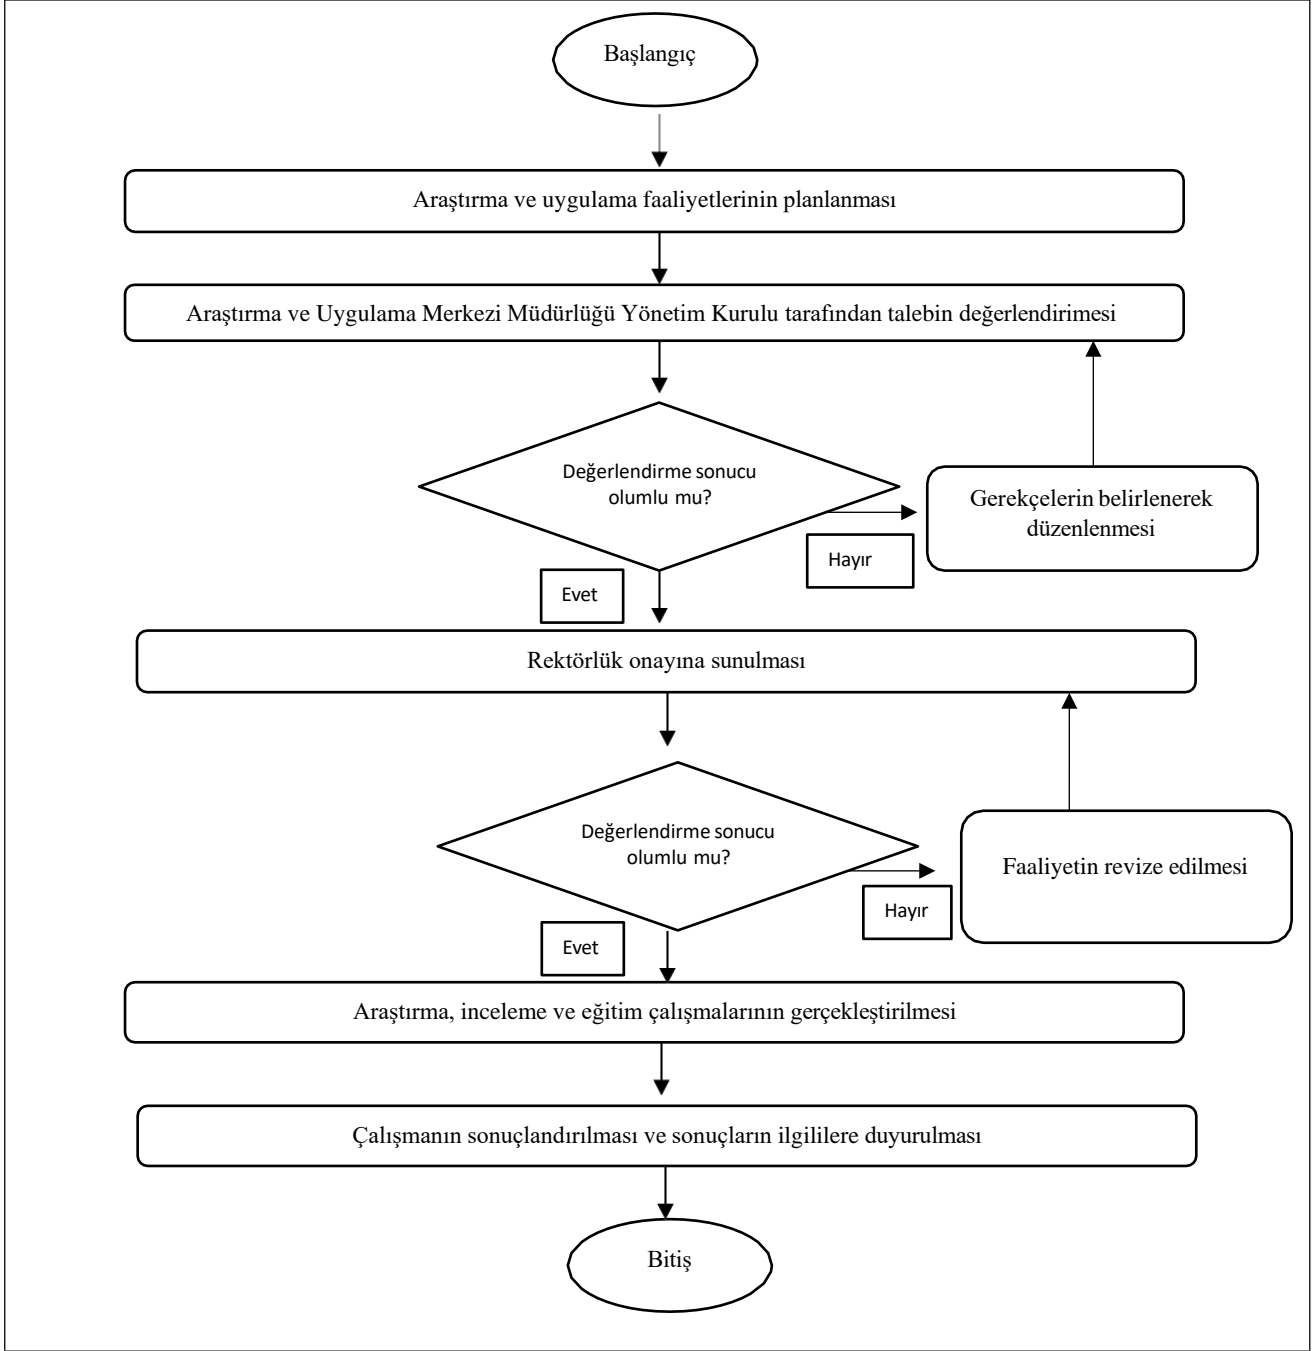 Başlangıç
Araştırma ve uygulama faaliyetlerinin planlanması
Araştırma ve Uygulama Merkezi Müdürlüğü Yönetim Kurulu tarafından talebin değerlendirimesi
Değerlendirme sonucu
olumlu mu?
Gerekçelerin belirlenerek
düzenlenmesi
Hayır
Evet
Rektörlük onayına sunulması
Değerlendirme sonucu
olumlu mu?
Faaliyetin revize edilmesi
Hayır
Evet
Araştırma, inceleme ve eğitim çalışmalarının gerçekleştirilmesi
Çalışmanın sonuçlandırılması ve sonuçların ilgililere duyurulması
Bitiş